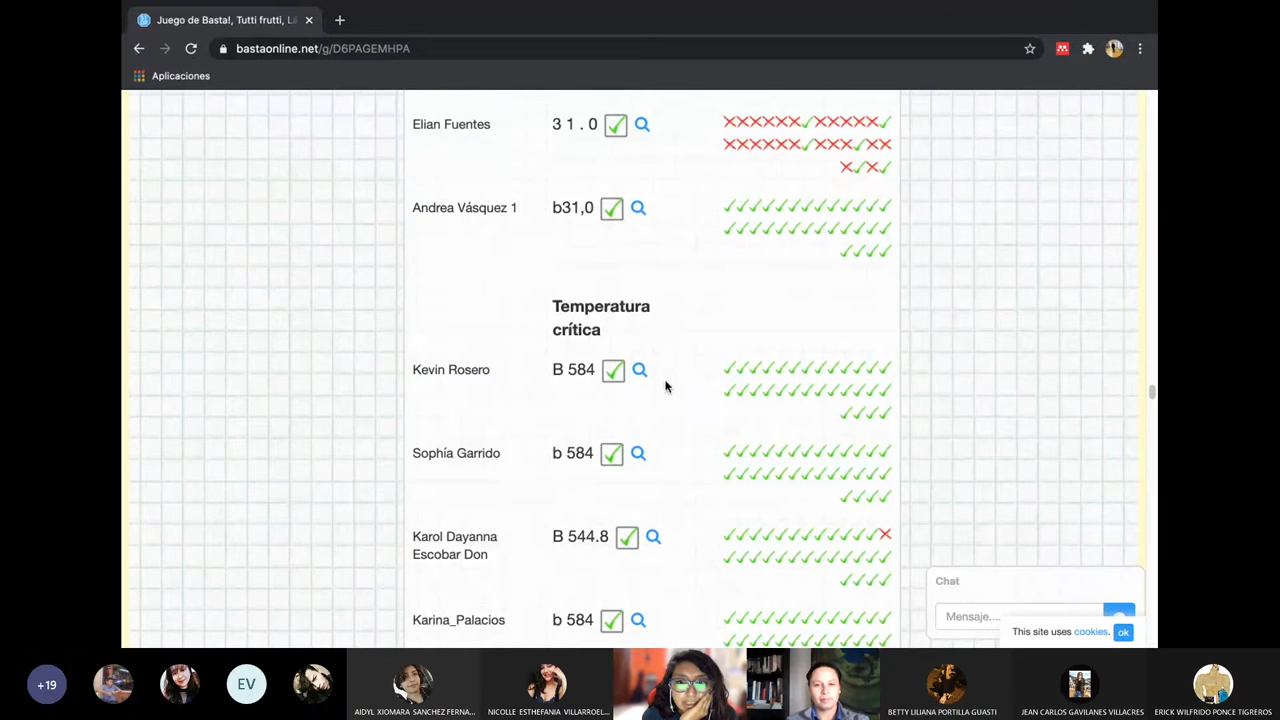 Juego de Basta!, Tutti frutti, Lá
bastaonline.net/g/D6PAGEMHPA
Aplicaciones
Elian Fuentes 3 1 . 0
Andrea Vásquez 1 b31,0
Temperatura
crítica
Kevin Rosero B 584
Sophía Garrido b 584
Karol Dayanna
Escobar Don B 544.8
Karina_Palacios b 584
Chat
Mensaje....
This site uses cookies. ok
+19
EV
AIDYL XIOMARA SANCHEZ FERNA...
NICOLLE ESTHEFANIA VILLARROEL...
BETTY LILIANA PORTILLA GUASTI
JEAN CARLOS GAVILANES VILLACRES
ERICK WILFRIDO PONCE TIGREROS